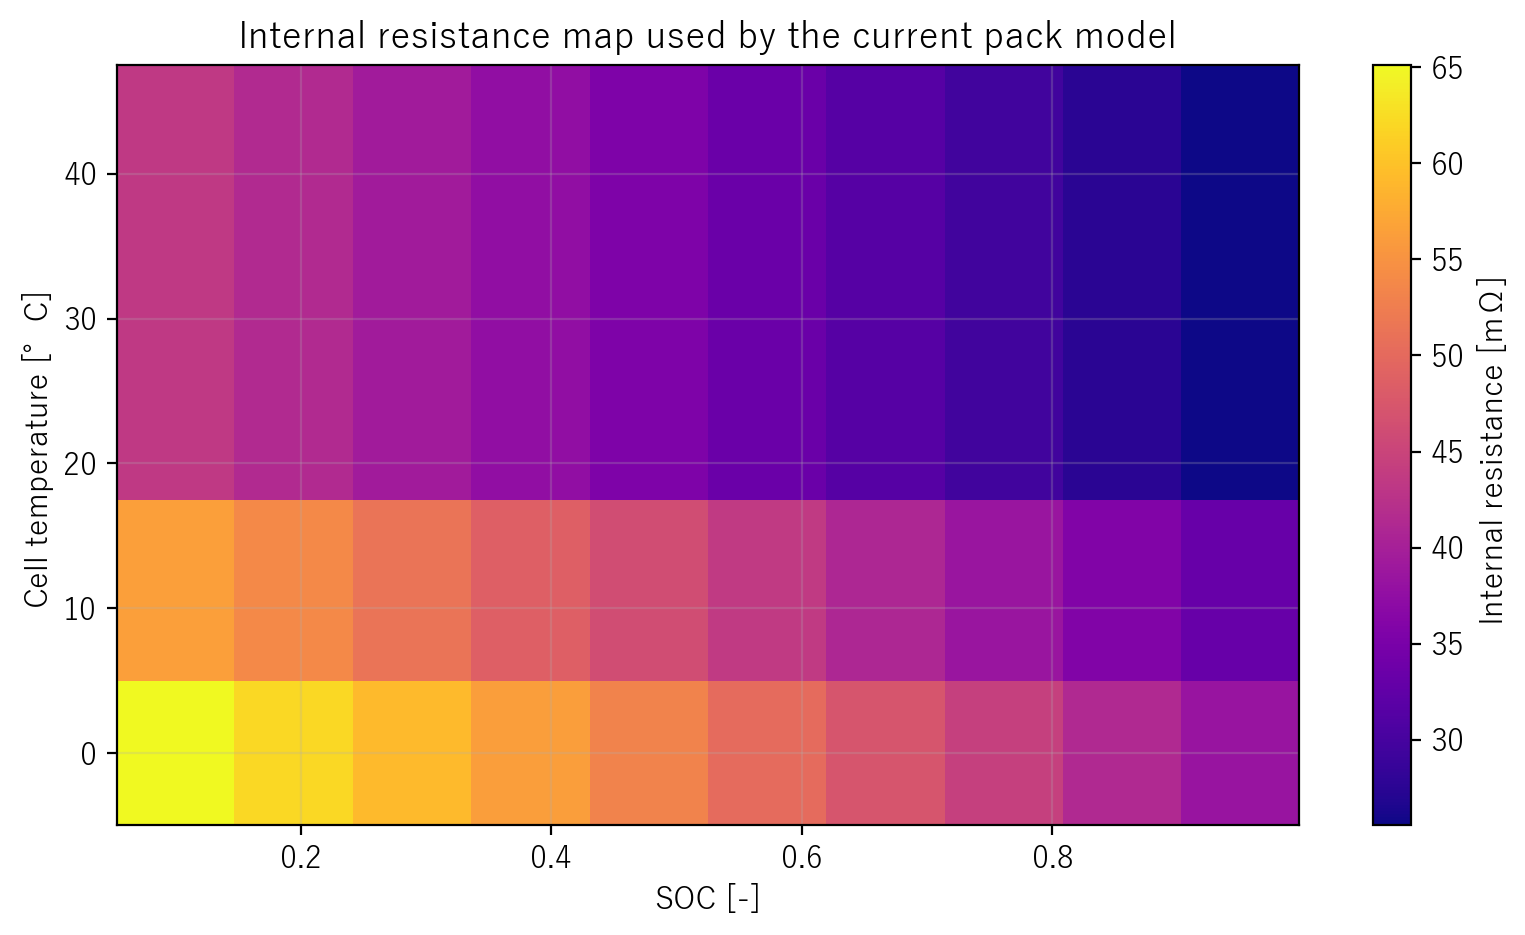 Internal resistance map used by the current pack model
Cell temperature [° C]
40
30
20
10
0
0.2 0.4 0.6 0.8
SOC [-]
65
60
55
50
45
40
35
30
Internal resistance [mΩ]